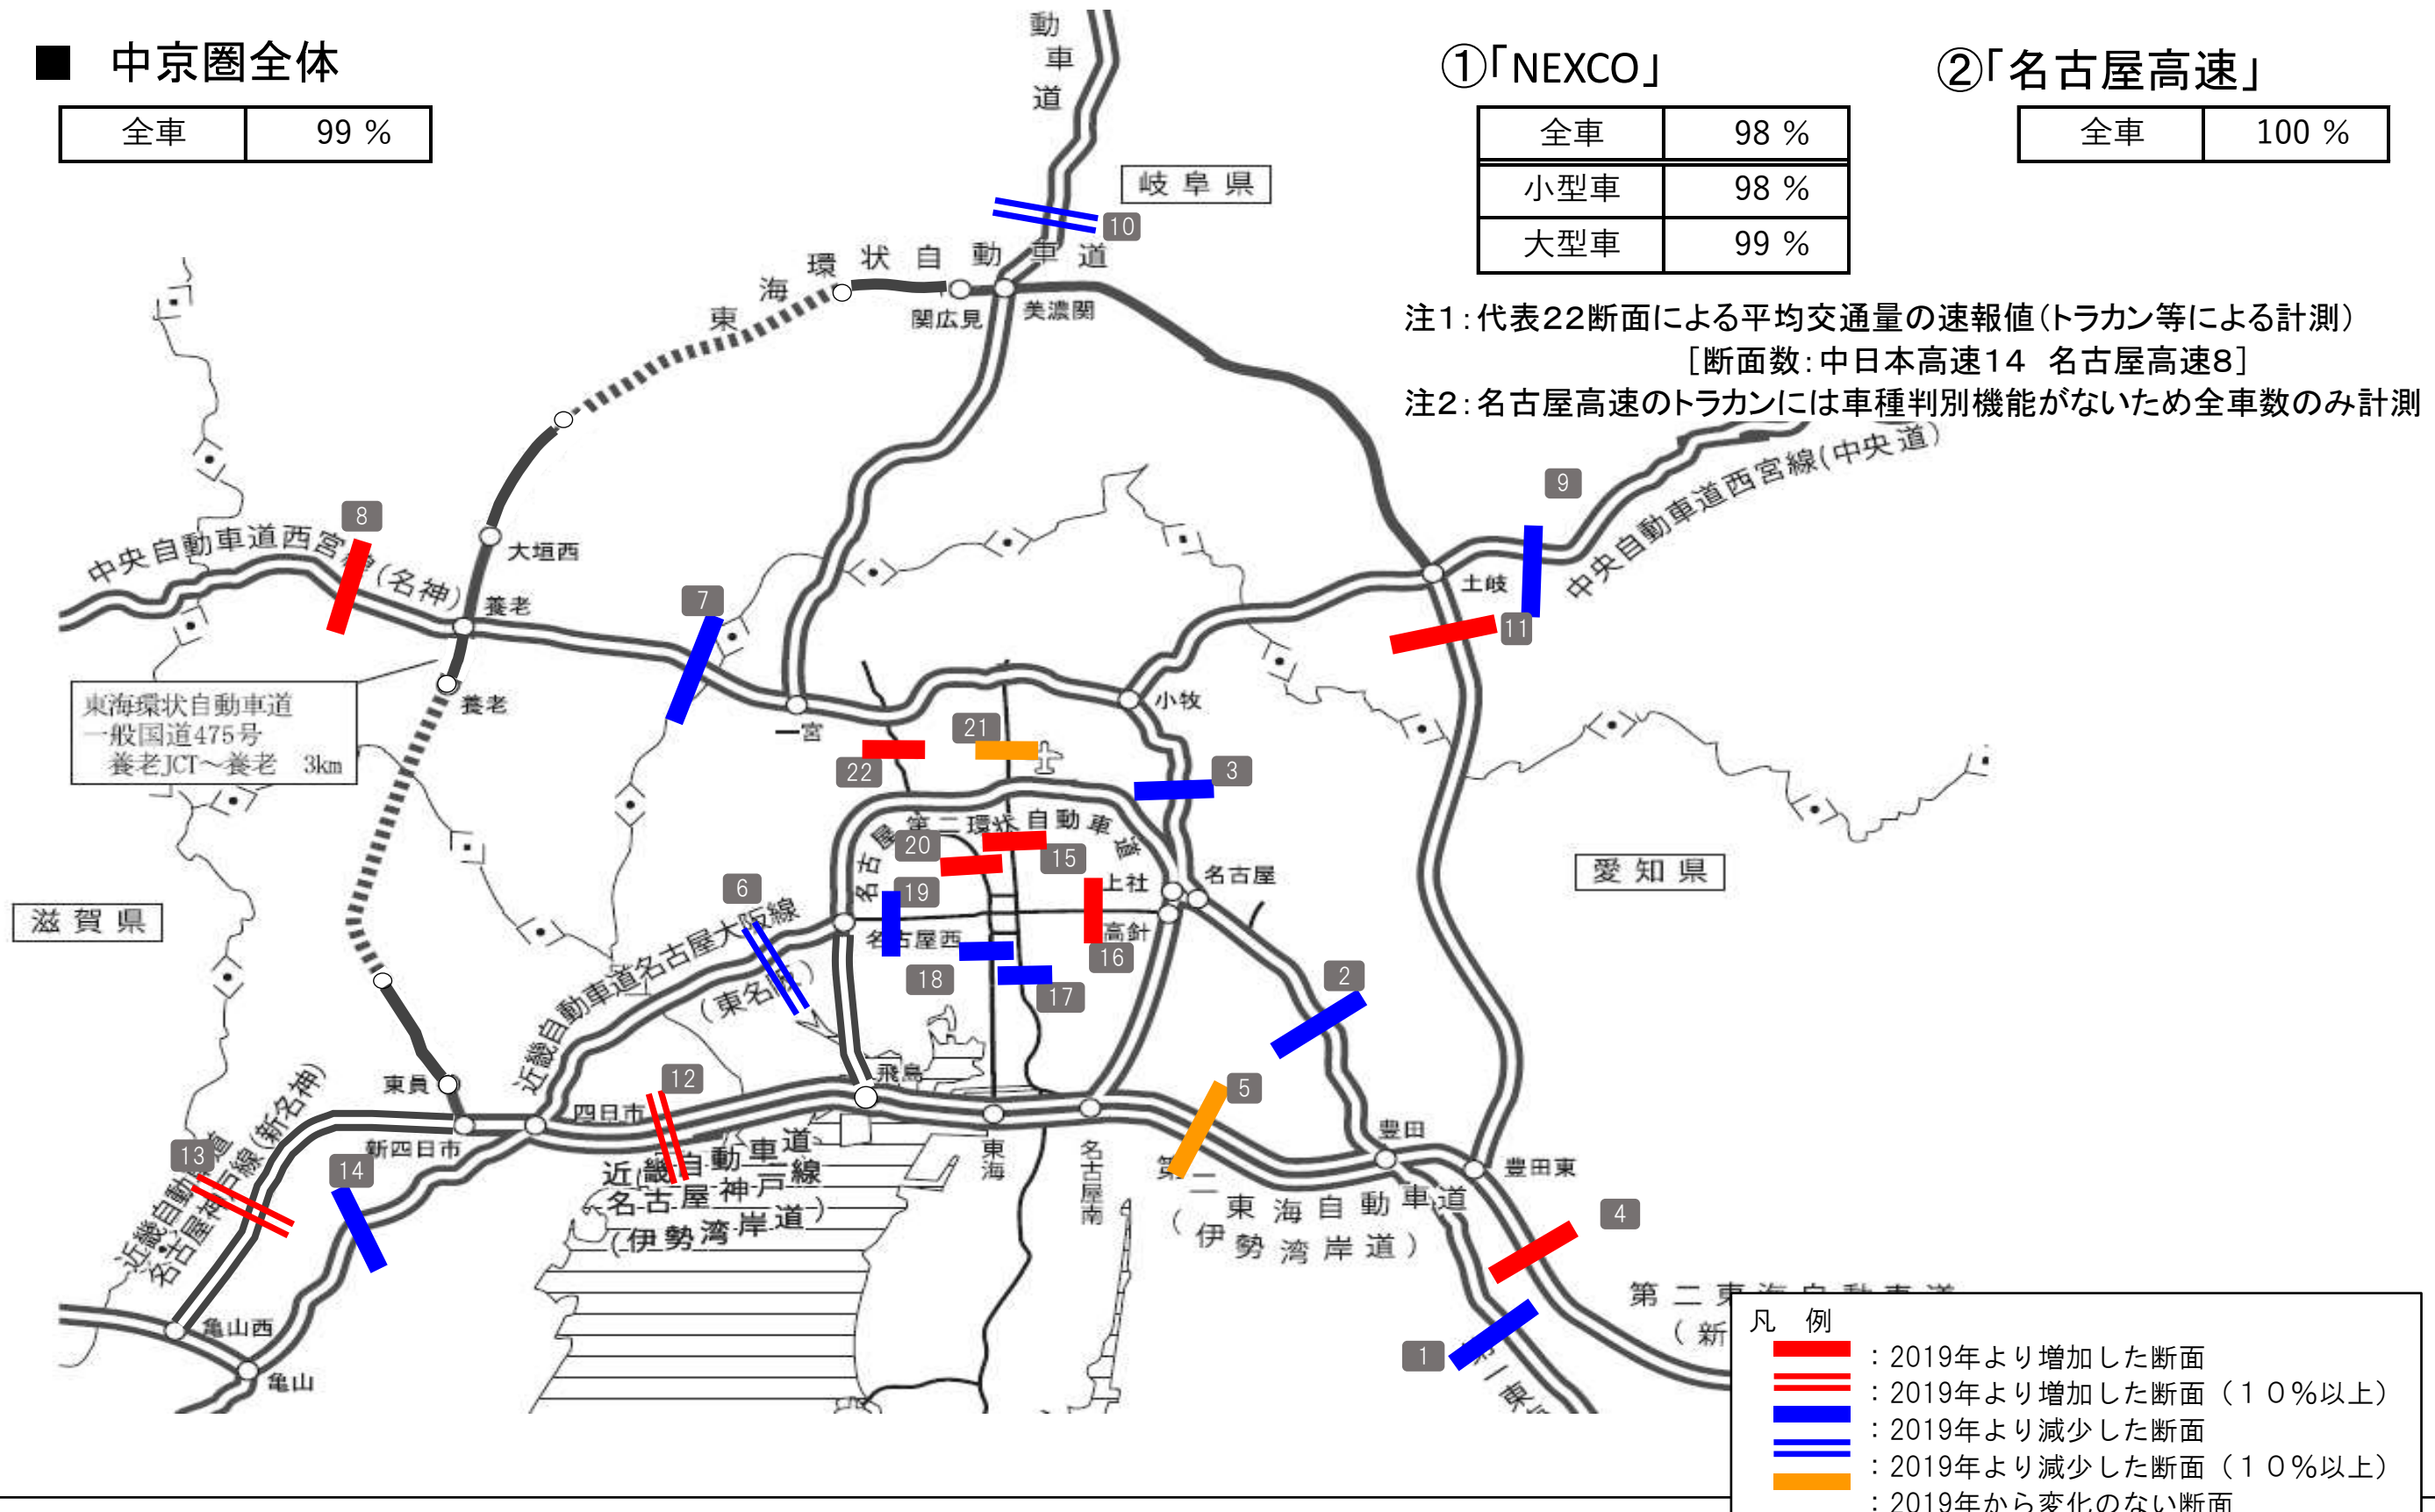 ■ 中京圏全体
全車 99 %
①「NEXCO」
全車 98 %
小型車 98 %
大型車 99 %
②「名古屋高速」
全車 100 %
注1：代表22断面による平均交通量の速報値（トラカン等による計測）
［断面数：中日本高速14 名古屋高速8］
注2：名古屋高速のトラカンには車種判別機能がないため全車数のみ計測
動車道
岐阜県
10
東海環状自動車道
関広見
美濃関
9
中央自動車道西宮線(中央道)
8
中央自動車道西宮線(名神)
大垣西
養老
7
土岐
11
東海環状自動車道
一般国道475号
養老JCT～養老 3km
養老
一宮
小牧
21
22
3
名古屋第二環状自動車道
20
15
愛知県
滋賀県
6
19
上社
名古屋
名古屋西
高針
16
18
17
2
近畿自動車道名古屋大阪線
(東名阪)
飛島
東員
12
5
四日市
新四日市
13
14
近畿自動車道
名古屋神戸線(新名神)
近畿自動車道
名古屋神戸線
(伊勢湾岸道)
東海
名古屋南
豊田
豊田東
第二東海自動車道
(伊勢湾岸道)
4
1
亀山西
亀山
第二東海自動車道
(新
第一東
凡 例
：2019年より増加した断面
：2019年より増加した断面（１０％以上）
：2019年より減少した断面
：2019年より減少した断面（１０％以上）
：2019年から変化のない断面